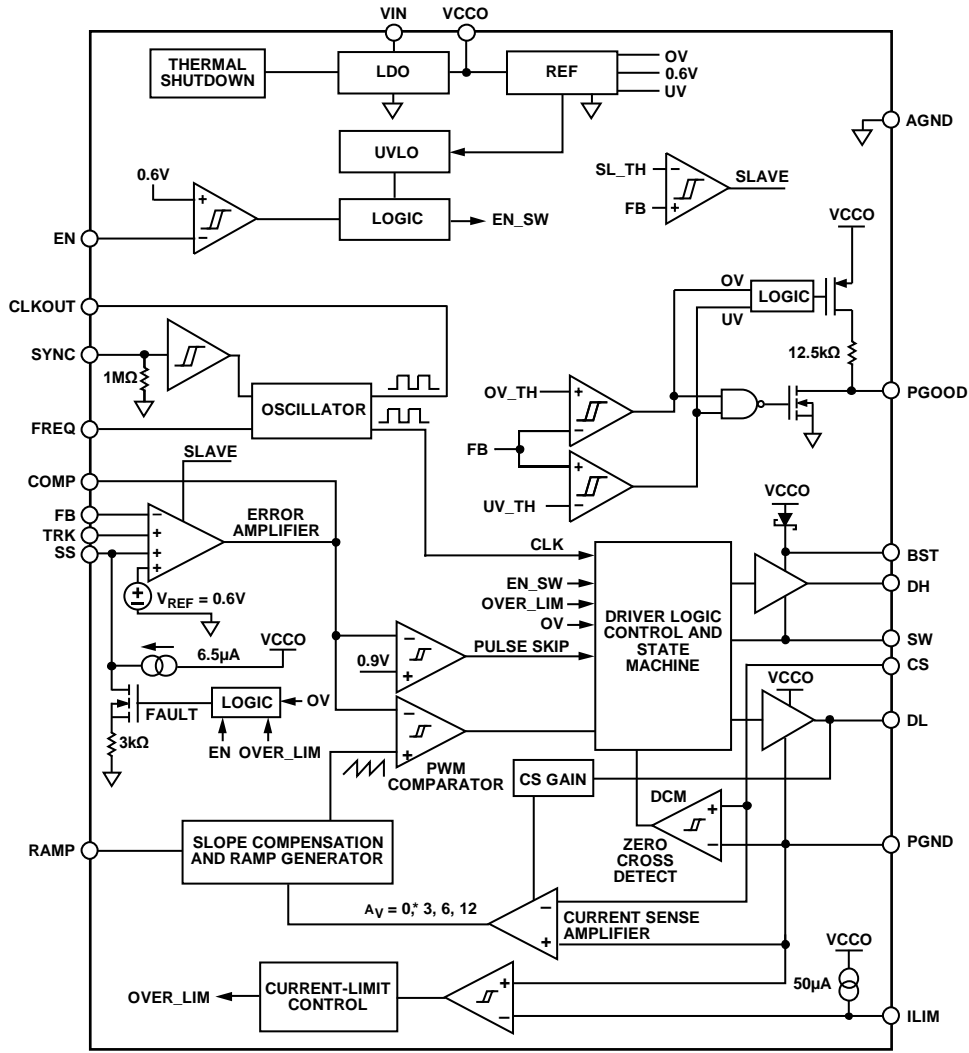 VIN
VCCO
THERMAL
SHUTDOWN
LDO
REF
OV
0.6V
UV
AGND
UVLO
0.6V
LOGIC
EN_SW
EN
SL_TH
FB
SLAVE
VCCO
CLKOUT
SYNC
1MΩ
OSCILLATOR
FREQ
OV
UV
LOGIC
12.5kΩ
PGOOD
OV_TH
FB
UV_TH
COMP
FB
TRK
SS
SLAVE
ERROR
AMPLIFIER
VREF = 0.6V
CLK
EN_SW
OVER_LIM
OV
PULSE SKIP
DRIVER LOGIC
CONTROL AND
STATE
MACHINE
VCCO
BST
DH
SW
CS
VCCO
DL
6.5µA
VCCO
0.9V
FAULT
LOGIC
OV
EN
OVER_LIM
3kΩ
PWM
COMPARATOR
CS GAIN
DCM
ZERO
CROSS
DETECT
PGND
RAMP
SLOPE COMPENSATION
AND RAMP GENERATOR
AV = 0,* 3, 6, 12
CURRENT SENSE
AMPLIFIER
VCCO
50µA
OVER_LIM
CURRENT-LIMIT
CONTROL
ILIM